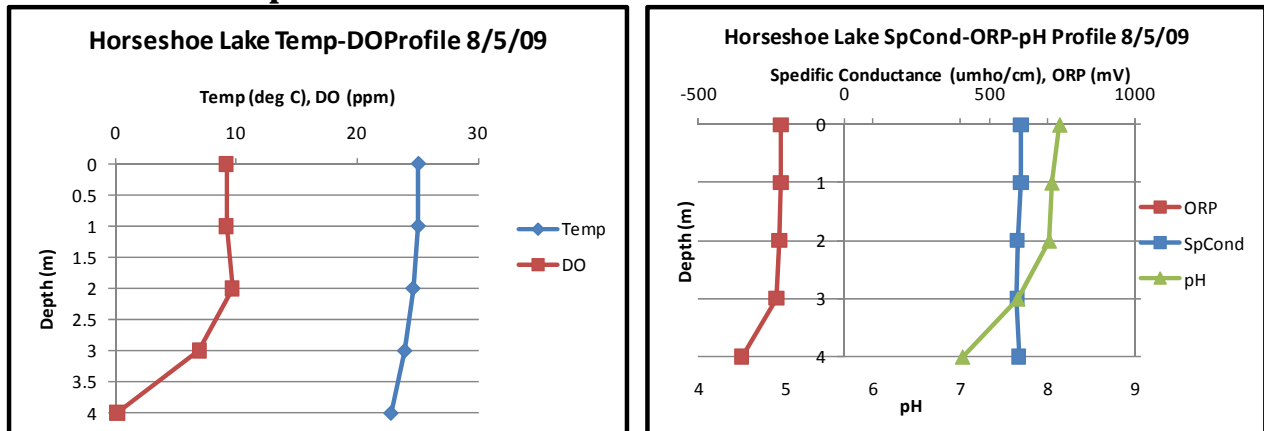 Horseshoe Lake Temp-DOProfile 8/5/09
Temp (deg C), DO (ppm)
0 10 20 30
0
0.5
1
1.5
2
2.5
3
3.5
4
Depth (m)
Temp
DO
Horseshoe Lake SpCond-ORP-pH Profile 8/5/09
Spedific Conductance (umho/cm), ORP (mV)
-500 0 500 1000
0
1
2
3
4
Depth (m)
ORP
SpCond
pH
4 5 6 7 8 9
pH